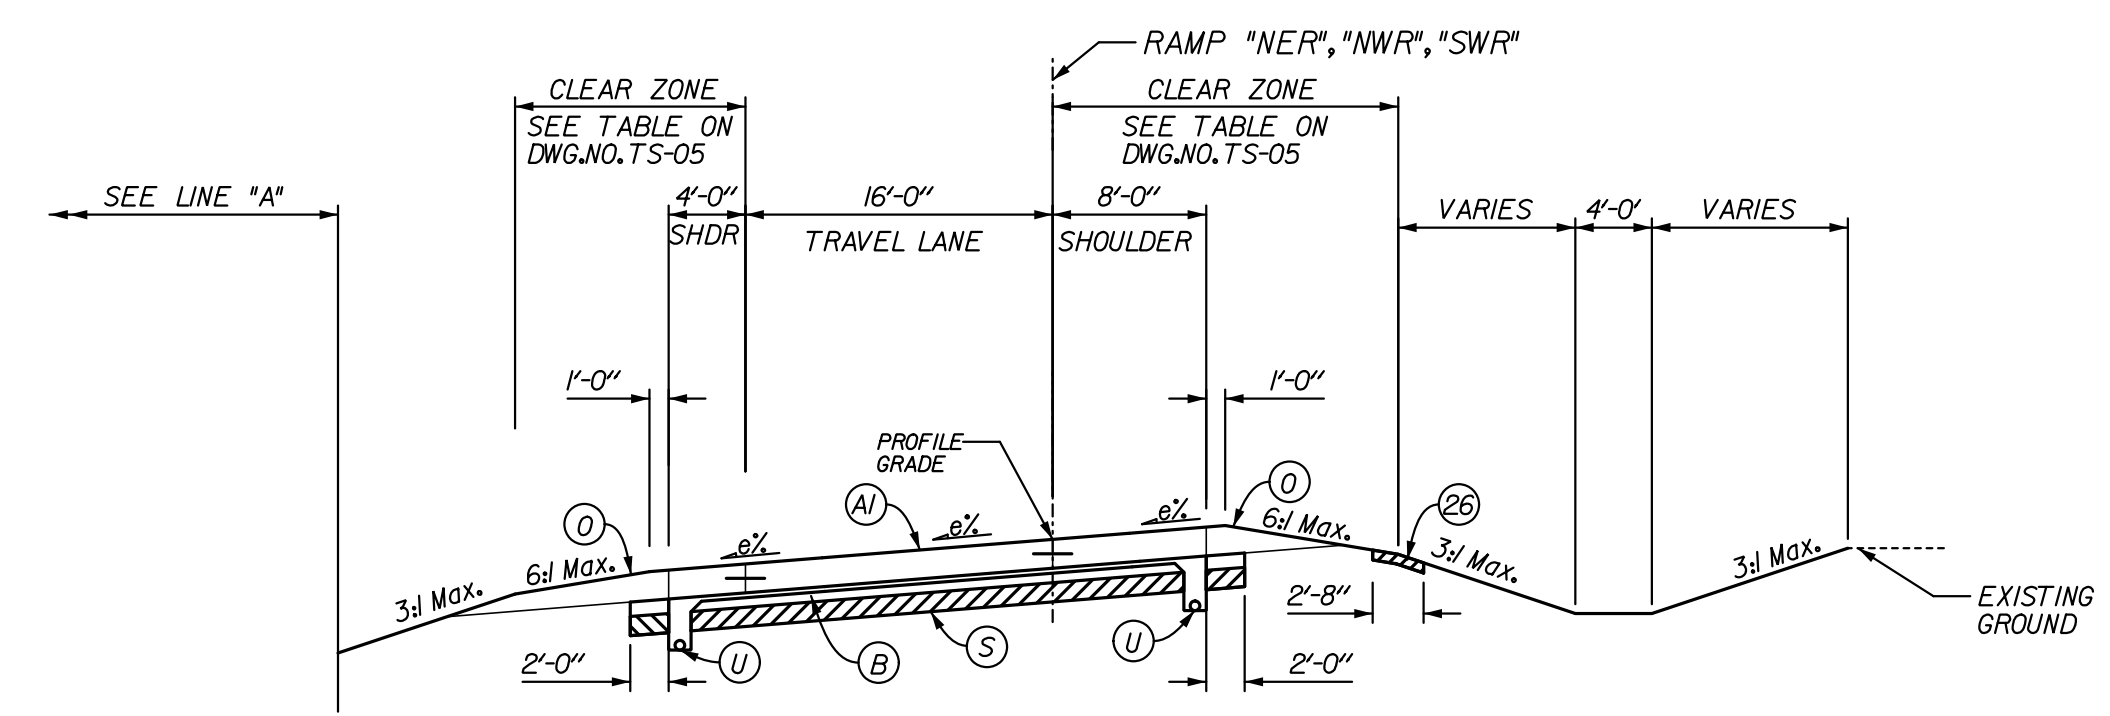 RAMP "NER","NWR","SWR"
CLEAR ZONE
CLEAR ZONE
SEE TABLE ON
DWG.NO.TS-05
SEE TABLE ON
DWG.NO.TS-05
SEE LINE "A"
4'-0"
16'-0"
8'-0"
VARIES
4'-0'
VARIES
SHDR
TRAVEL LANE
SHOULDER
1'-0"
1'-0"
PROFILE
GRADE
O
A1
O
26
e%
e%
e%
3:1 Max.
6:1 Max.
6:1 Max.
3:1 Max.
3:1 Max.
2'-8"
EXISTING
GROUND
2'-0"
U
B
S
U
2'-0"